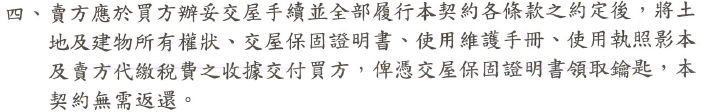 四、賣方應於買方辦妥交屋手續並全部履行本契約各條款之約定後，將土
地及建物所有權狀、交屋保固證明書、使用維護手冊、使用執照影本
及賣方代繳稅費之收據交付買方，俾憑交屋保固證明書領取鑰匙，本
契約無需返還。